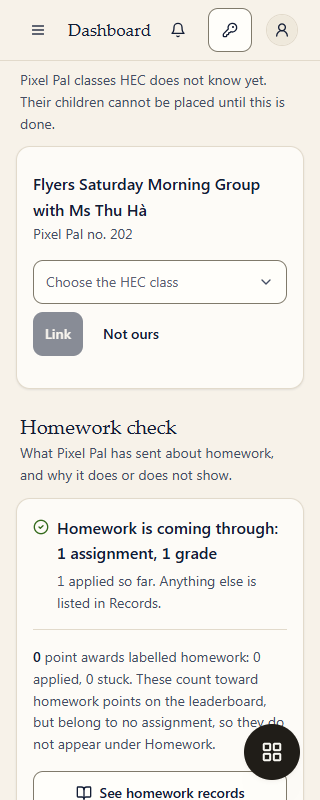 Dashboard
Pixel Pal classes HEC does not know yet.
Their children cannot be placed until this is
done.
Flyers Saturday Morning Group
with Ms Thu Hà
Pixel Pal no. 202
Choose the HEC class
Link
Not ours
Homework check
What Pixel Pal has sent about homework,
and why it does or does not show.
Homework is coming through:
1 assignment, 1 grade
1 applied so far. Anything else is
listed in Records.
0 point awards labelled homework: 0
applied, 0 stuck. These count toward
homework points on the leaderboard,
but belong to no assignment, so they do
not appear under Homework.
See homework records